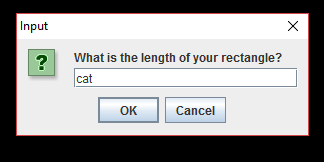 Input
?
What is the length of your rectangle?
cat
OK Cancel